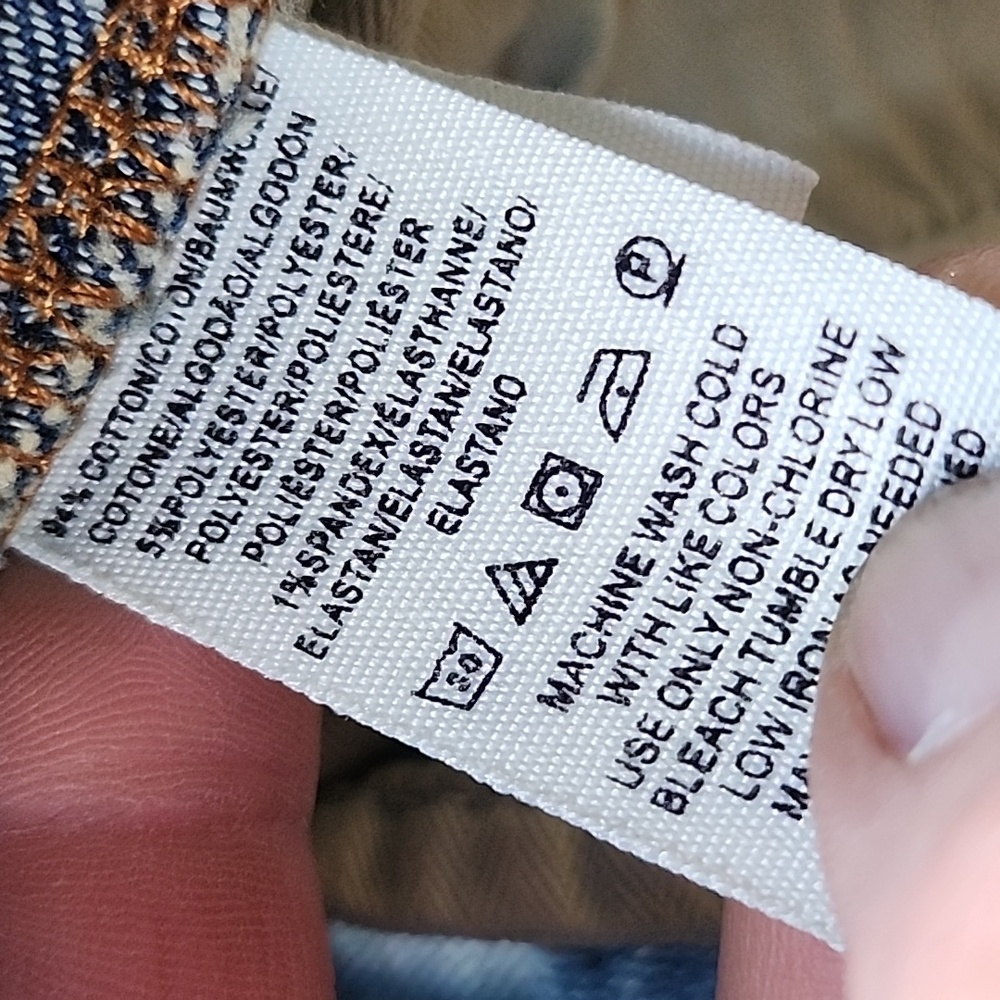 94% COTTON/COTON/BAUMWOLLE/
COTONE/ALGODÃO/ALGODÓN
5%POLYESTER/POLYESTER/
POLYESTER/POLIESTERE/
POLIÉSTER/POLIÉSTER
1%SPANDEX/ÉLASTHANNE/
ELASTAN/ELASTAN/ELASTANO/
ELASTANO
30
P
MACHINE WASH COLD
WITH LIKE COLORS
USE ONLY NON-CHLORINE
BLEACH TUMBLE DRY LOW
LOW IRON AS NEEDED